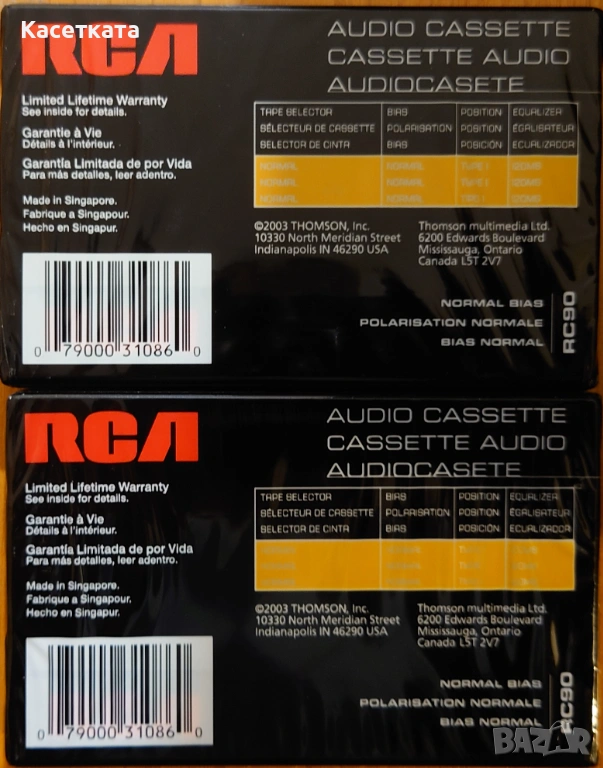 Касетката
RCA
AUDIO CASSETTE
CASSETTE AUDIO
AUDIOCASETE
Limited Lifetime Warranty
See inside for details.
Garantie à Vie
Détails à l'intérieur.
Garantía Limitada de por Vida
Para más detalles, leer adentro.
Made in Singapore.
Fabrique a Singapour.
Hecho en Singapur.
TAPE SELECTOR BIAS POSITION EQUALIZER
SÉLECTEUR DE CASSETTE POLARISATION POSITION ÉGALISATEUR
SELECTOR DE CINTA BIAS POSICIÓN ECUALIZADOR
NORMAL NORMAL TYPE I
NORMAL NORMAL TYPE I
NORMAL NORMAL TIPO I
©2003 THOMSON, Inc.
10330 North Meridian Street
Indianapolis IN 46290 USA
Thomson multimedia Ltd.
6200 Edwards Boulevard
Mississauga, Ontario
Canada L5T 2V7
0 79000 31086 0
NORMAL BIAS
POLARISATION NORMALE
BIAS NORMAL
RC90
RCA
AUDIO CASSETTE
CASSETTE AUDIO
AUDIOCASETE
Limited Lifetime Warranty
See inside for details.
Garantie à Vie
Détails à l'intérieur.
Garantía Limitada de por Vida
Para más detalles, leer adentro.
Made in Singapore.
Fabrique a Singapour.
Hecho en Singapur.
TAPE SELECTOR BIAS POSITION EQUALIZER
SÉLECTEUR DE CASSETTE POLARISATION POSITION ÉGALISATEUR
SELECTOR DE CINTA BIAS POSICIÓN ECUALIZADOR
©2003 THOMSON, Inc.
10330 North Meridian Street
Indianapolis IN 46290 USA
Thomson multimedia Ltd.
6200 Edwards Boulevard
Mississauga, Ontario
Canada L5T 2V7
0 79000 31086 0
NORMAL BIAS
POLARISATION NORMALE
BIAS NORMAL
RC90
BAZAR